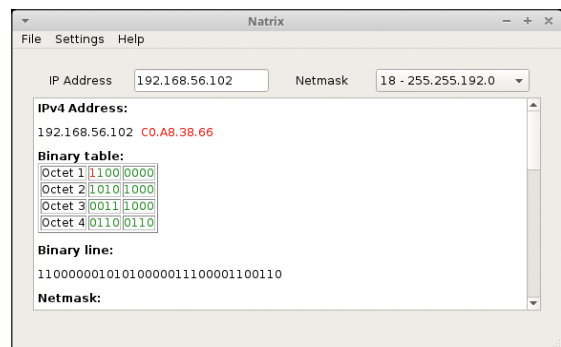 Natrix
File Settings Help
IP Address 192.168.56.102 Netmask 18 - 255.255.192.0
IPv4 Address:
192.168.56.102 C0.A8.38.66
Binary table:
Octet 1 1100 0000
Octet 2 1010 1000
Octet 3 0011 1000
Octet 4 0110 0110
Binary line:
11000000101010000011100001100110
Netmask: